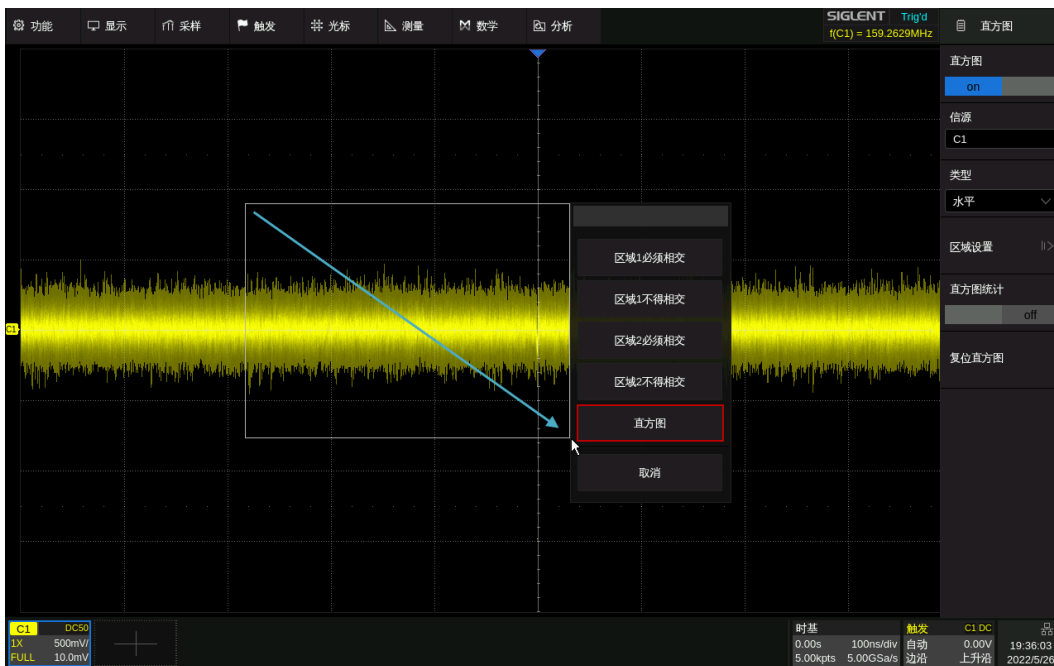 功能 显示 采样 触发 光标 测量 数学 分析
SIGLENT Trig'd
f(C1) = 159.2629MHz
直方图
直方图
on
信源
C1
类型
水平
区域设置
直方图统计
off
复位直方图
区域1必须相交
区域1不得相交
区域2必须相交
区域2不得相交
直方图
取消
C1
C1 DC50
1X 500mV/
FULL 10.0mV
时基
0.00s 100ns/div
5.00kpts 5.00GSa/s
触发 C1 DC
自动 0.00V
边沿 上升沿
19:36:03
2022/5/26